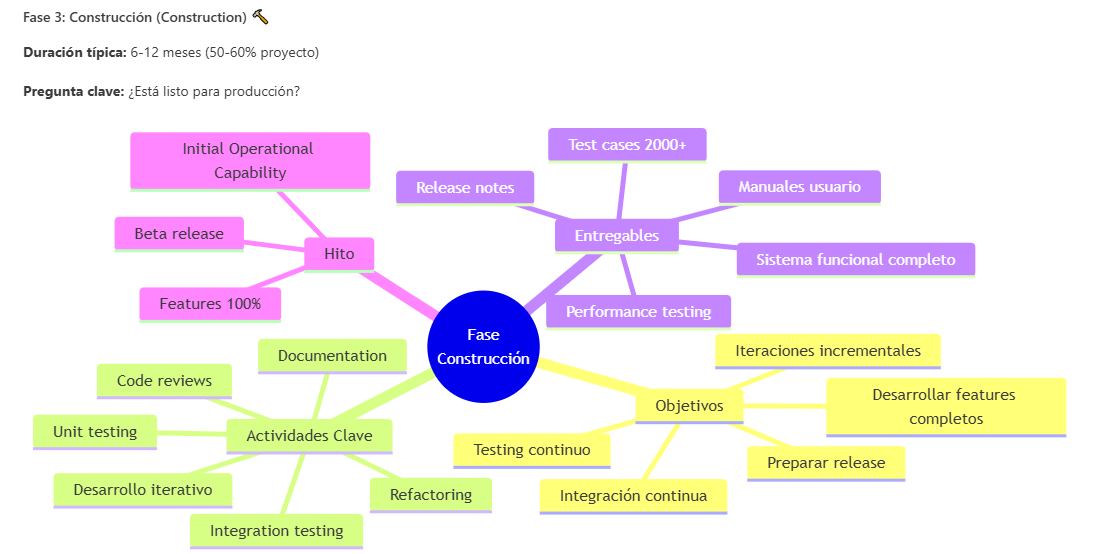 Fase 3: Construcción (Construction) 🔨
Duración típica: 6-12 meses (50-60% proyecto)
Pregunta clave: ¿Está listo para producción?
Initial Operational
Capability
Beta release
Hito
Features 100%
Test cases 2000+
Release notes
Manuales usuario
Entregables
Sistema funcional completo
Performance testing
Fase
Construcción
Documentation
Code reviews
Unit testing
Actividades Clave
Desarrollo iterativo
Refactoring
Integration testing
Iteraciones incrementales
Objetivos
Desarrollar features
completos
Testing continuo
Preparar release
Integración continua